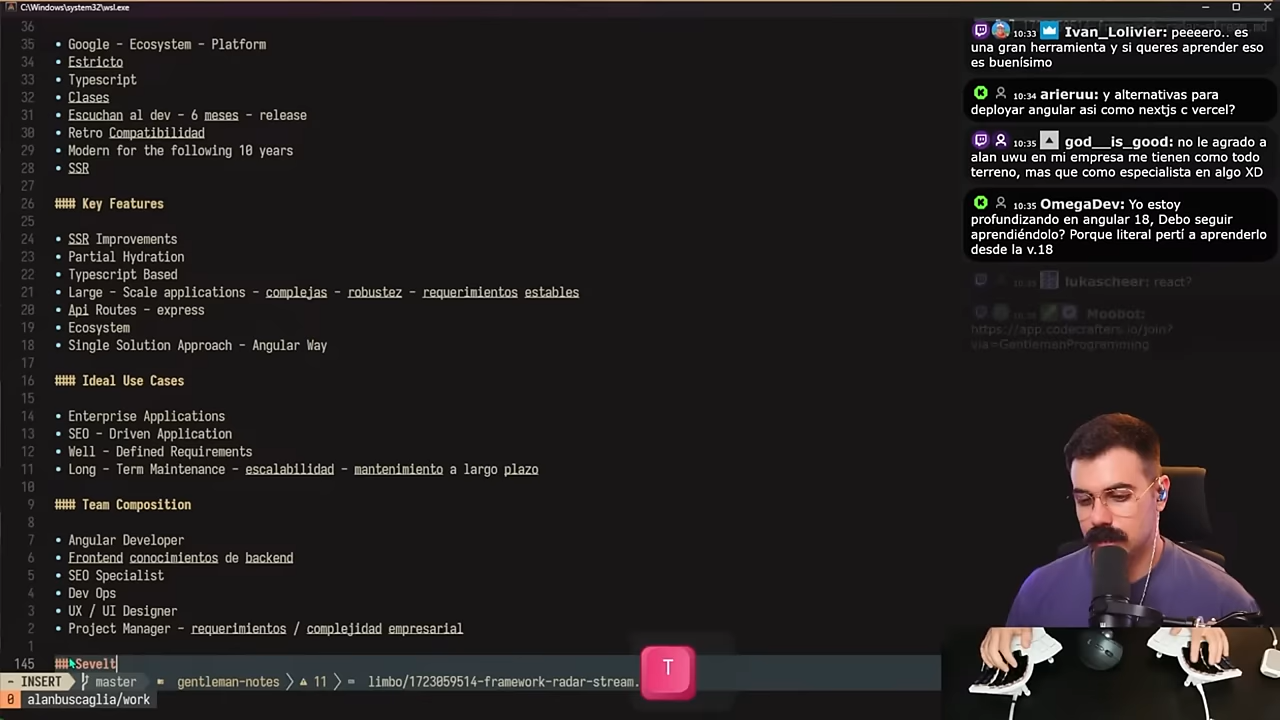 C:\Windows\system32\wsl.exe
36
35 • Google - Ecosystem - Platform
34 • Estricto
33 • Typescript
32 • Clases
31 • Escuchan al dev - 6 meses - release
30 • Retro Compatibilidad
29 • Modern for the following 10 years
28 • SSR
27
26 ### Key Features
25
24 • SSR Improvements
23 • Partial Hydration
22 • Typescript Based
21 • Large - Scale applications - complejas - robustez - requerimientos estables
20 • Api Routes - express
19 • Ecosystem
18 • Single Solution Approach - Angular Way
17
16 ### Ideal Use Cases
15
14 • Enterprise Applications
13 • SEO - Driven Application
12 • Well - Defined Requirements
11 • Long - Term Maintenance - escalabilidad - mantenimiento a largo plazo
10
9 ### Team Composition
8
7 • Angular Developer
6 • Frontend conocimientos de backend
5 • SEO Specialist
4 • Dev Ops
3 • UX / UI Designer
2 • Project Manager - requerimientos / complejidad empresarial
1
145 ## Sevelt
- INSERT master gentleman-notes 11 limbo/1723059514-framework-radar-stream.
0 alanbuscaglia/work
T
10:33 Ivan_Lolivier: peeeero.. es
una gran herramienta y si queres aprender eso
es buenísimo
10:34 arieruu: y alternativas para
deployar angular asi como nextjs c vercel?
10:35 god__is_good: no le agrado a
alan uwu en mi empresa me tienen como todo
terreno, mas que como especialista en algo XD
10:35 OmegaDev: Yo estoy
profundizando en angular 18, Debo seguir
aprendiéndolo? Porque literal pertí a aprenderlo
desde la v.18
lukascheer: react?
Moobot:
https://app.codecrafters.io/join?
via=GentlemanProgramming